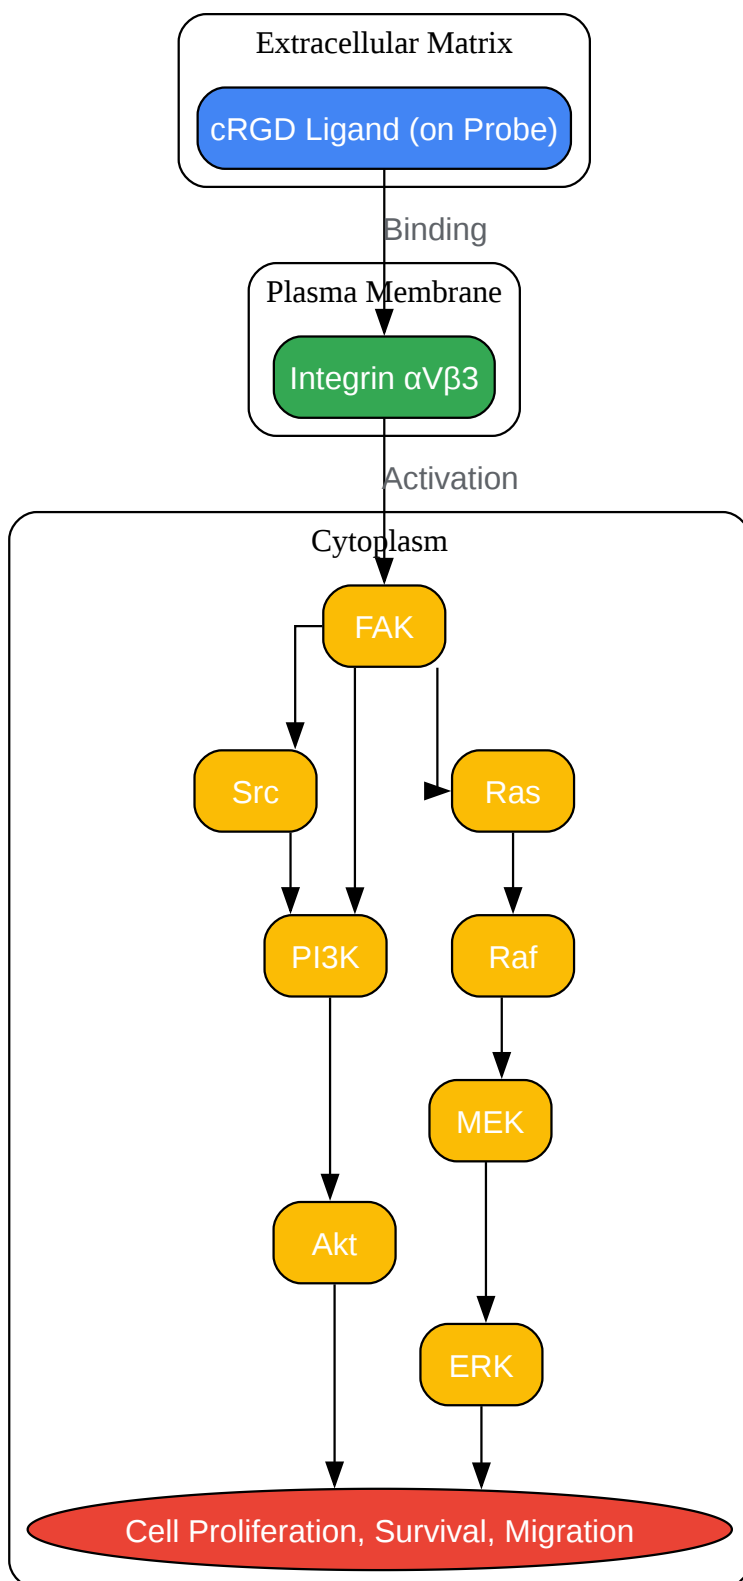 Extracellular Matrix
cRGD Ligand (on Probe)
Binding
Plasma Membrane
Integrin αVβ3
Activation
Cytoplasm
FAK
Src
Ras
PI3K
Raf
MEK
Akt
ERK
Cell Proliferation, Survival, Migration